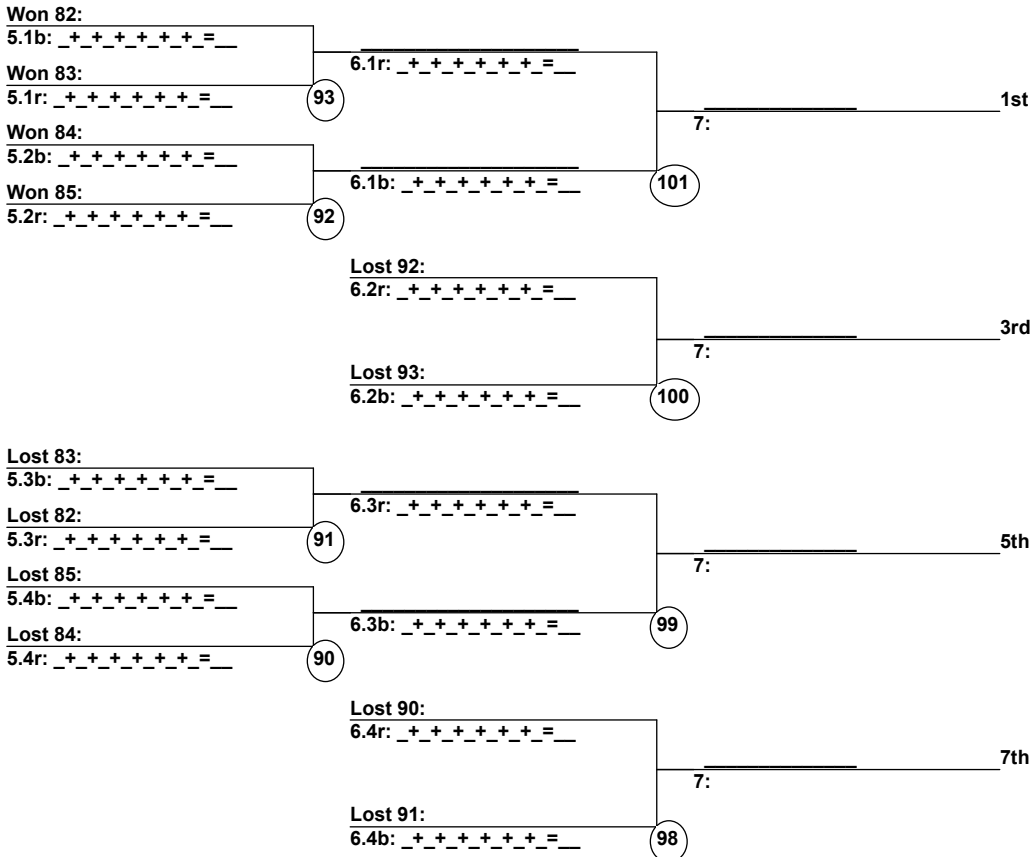 Won 82:
5.1b: _+_+_+_+_+_=__
6.1r: _+_+_+_+_+_=__
Won 83:
5.1r: _+_+_+_+_+_=__
93
1st
7:
Won 84:
5.2b: _+_+_+_+_+_=__
6.1b: _+_+_+_+_+_=__
101
Won 85:
5.2r: _+_+_+_+_+_=__
92
Lost 92:
6.2r: _+_+_+_+_+_=__
3rd
7:
Lost 93:
6.2b: _+_+_+_+_+_=__
100
Lost 83:
5.3b: _+_+_+_+_+_=__
6.3r: _+_+_+_+_+_=__
Lost 82:
5.3r: _+_+_+_+_+_=__
91
5th
7:
Lost 85:
5.4b: _+_+_+_+_+_=__
6.3b: _+_+_+_+_+_=__
99
Lost 84:
5.4r: _+_+_+_+_+_=__
90
Lost 90:
6.4r: _+_+_+_+_+_=__
7th
7:
Lost 91:
6.4b: _+_+_+_+_+_=__
98